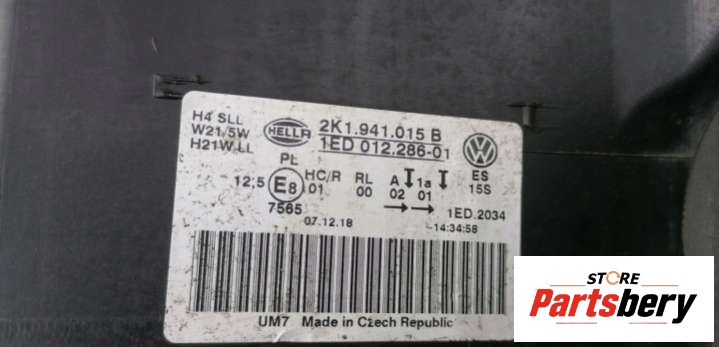 H4 SLL
W21/5W
H21W LL
HELLA
2K1.941.015 B
1ED 012.286-01
PL
12,5
E8
7565
HC/R
01
RL
00
A
02
1a
01
ES
15S
07.12.18
1ED.2034
14:34:58
UM7 Made in Czech Republic
STORE
Partsbery